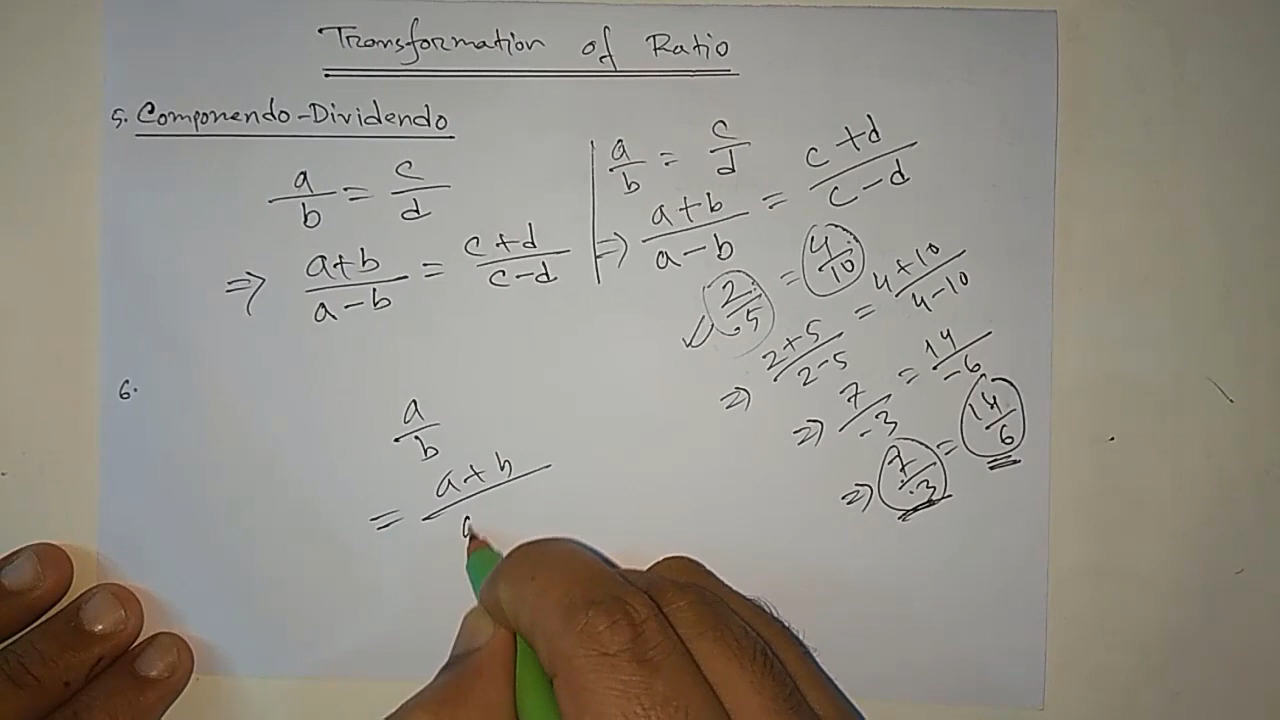 Transformation of Ratio
5. Componendo-Dividendo
a/b = c/d
⇒ a+b/a-b = c+d/c-d
a/b = c/d
⇒ a+b/a-b = c+d/c-d
2/5 = 4/10
⇒ 2+5/2-5 = 4+10/4-10
⇒ 7/-3 = 14/-6
⇒ 7/-3 = 14/6
6.
a/b
= a+b/a